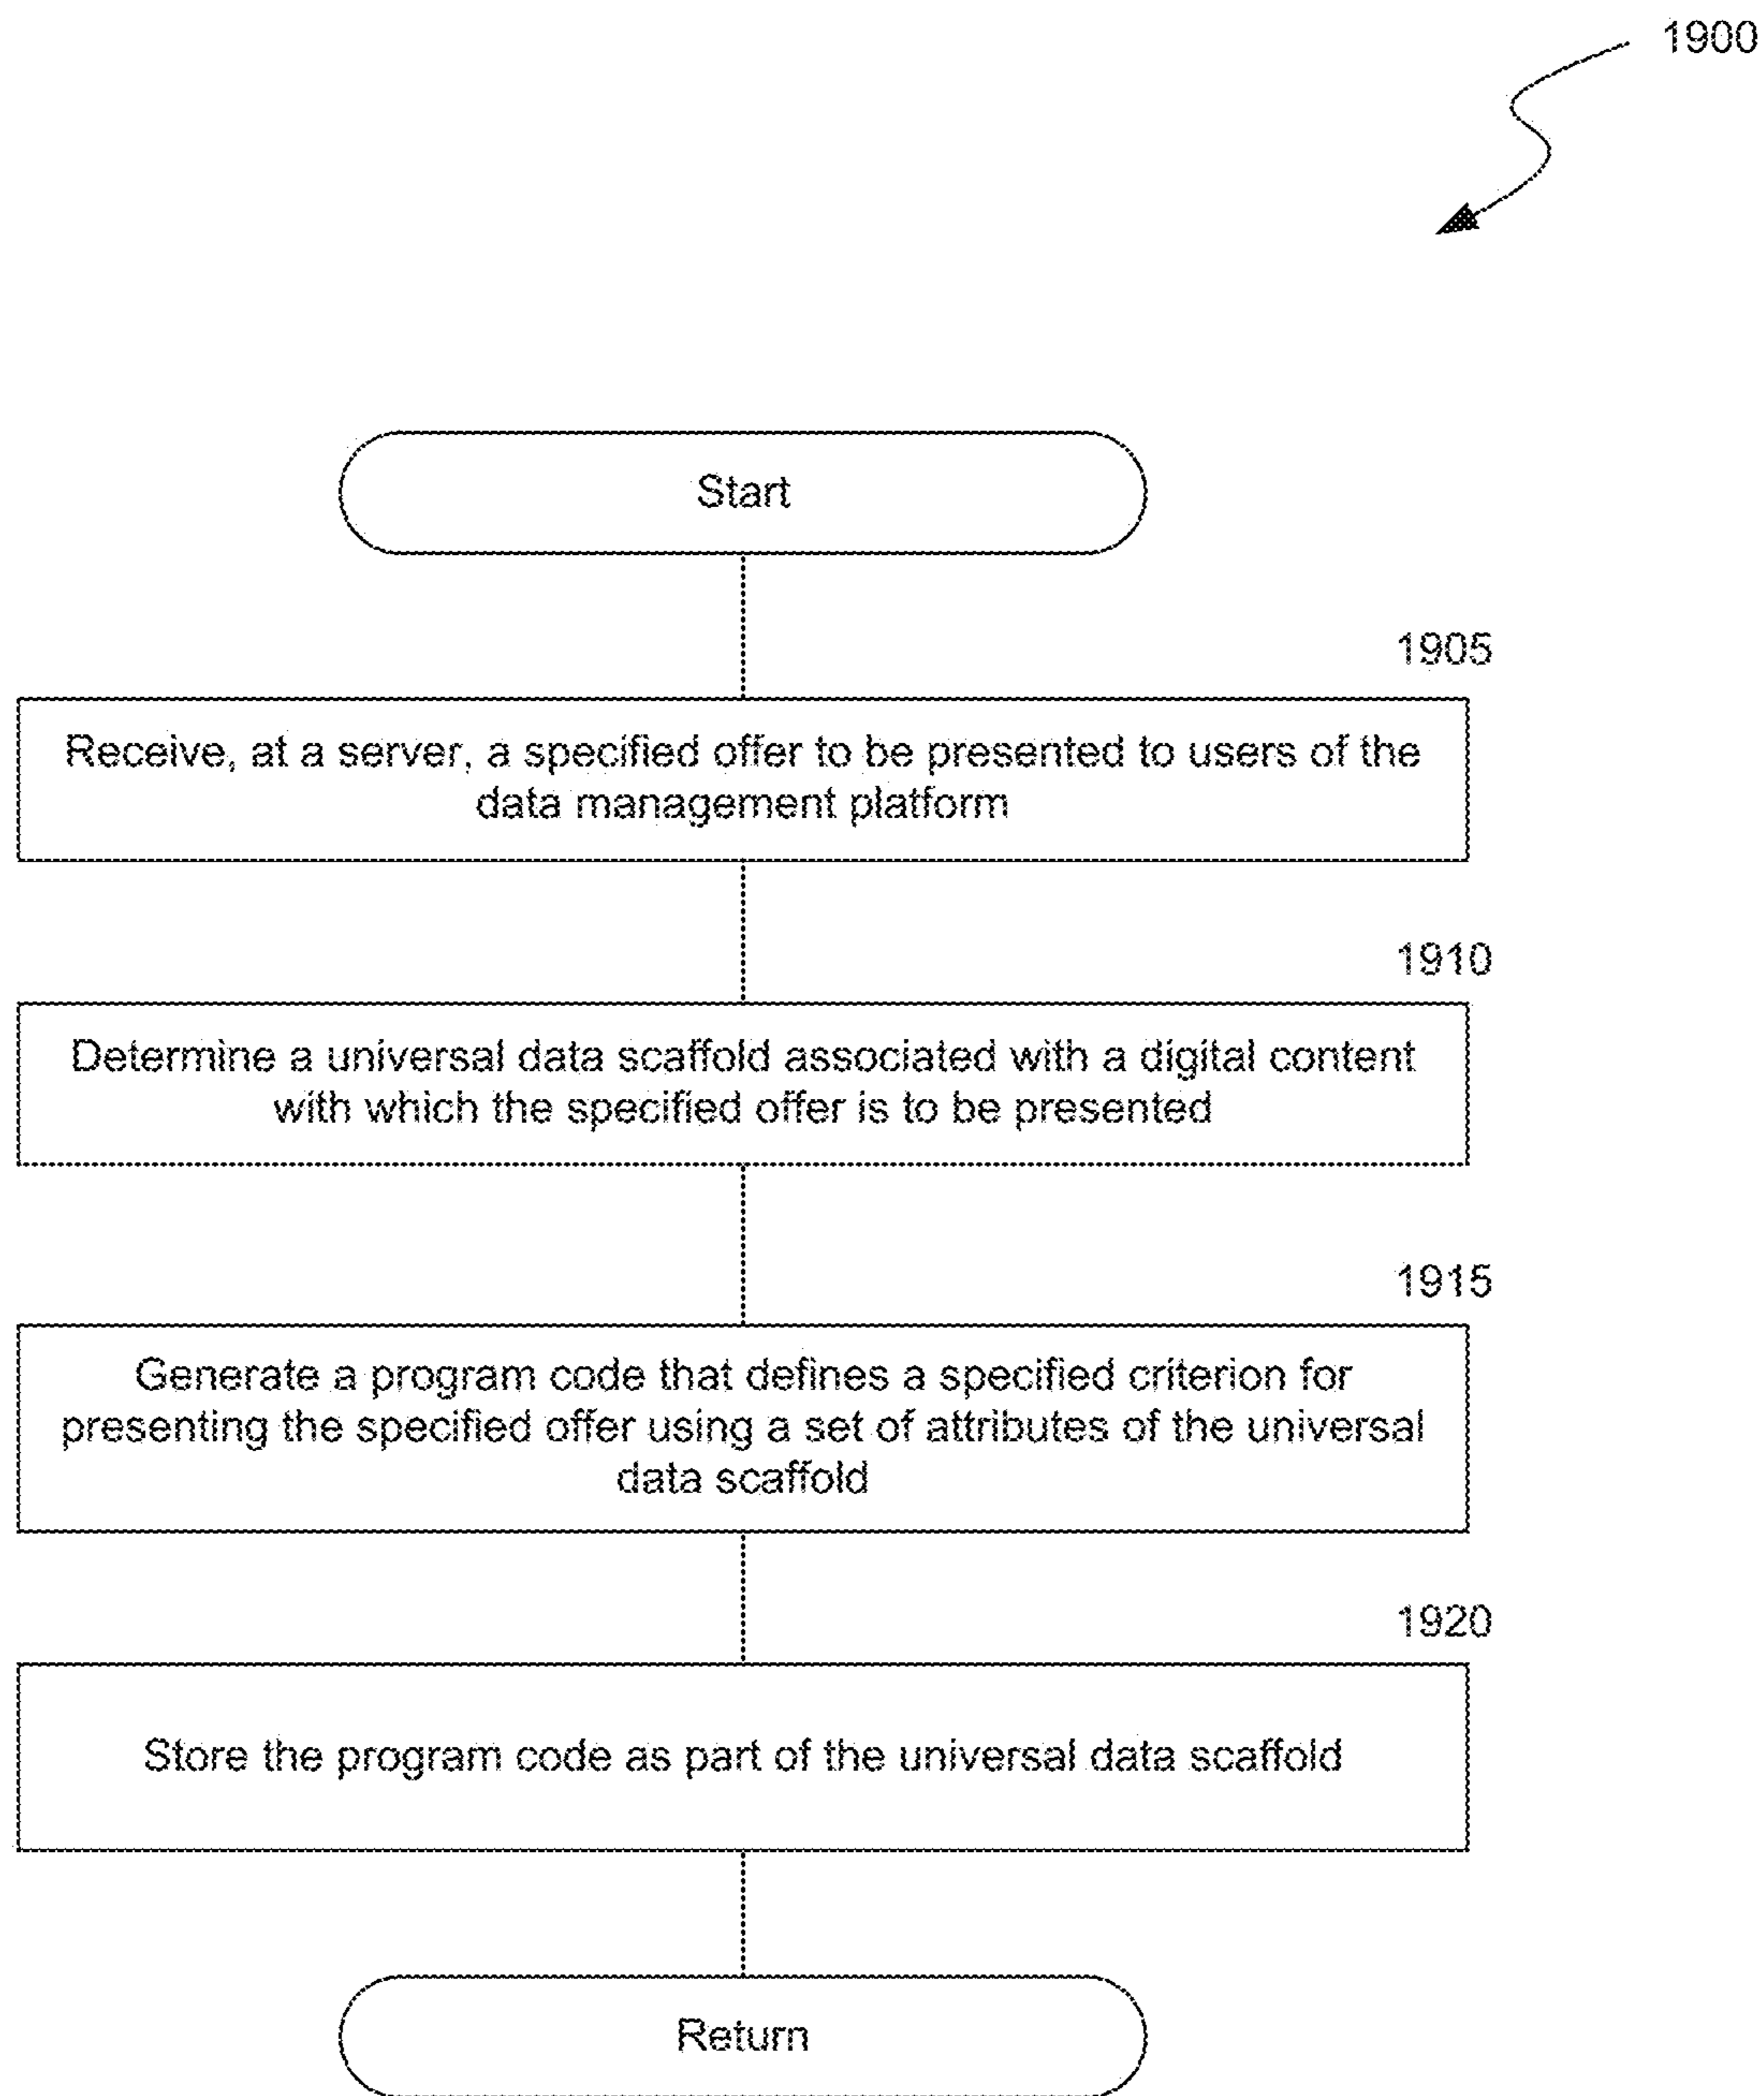 1900
Start
1905
Receive, at a server, a specified offer to be presented to users of the
data management platform
1910
Determine a universal data scaffold associated with a digital content
with which the specified offer is to be presented
1915
Generate a program code that defines a specified criterion for
presenting the specified offer using a set of attributes of the universal
data scaffold
1920
Store the program code as part of the universal data scaffold
Return